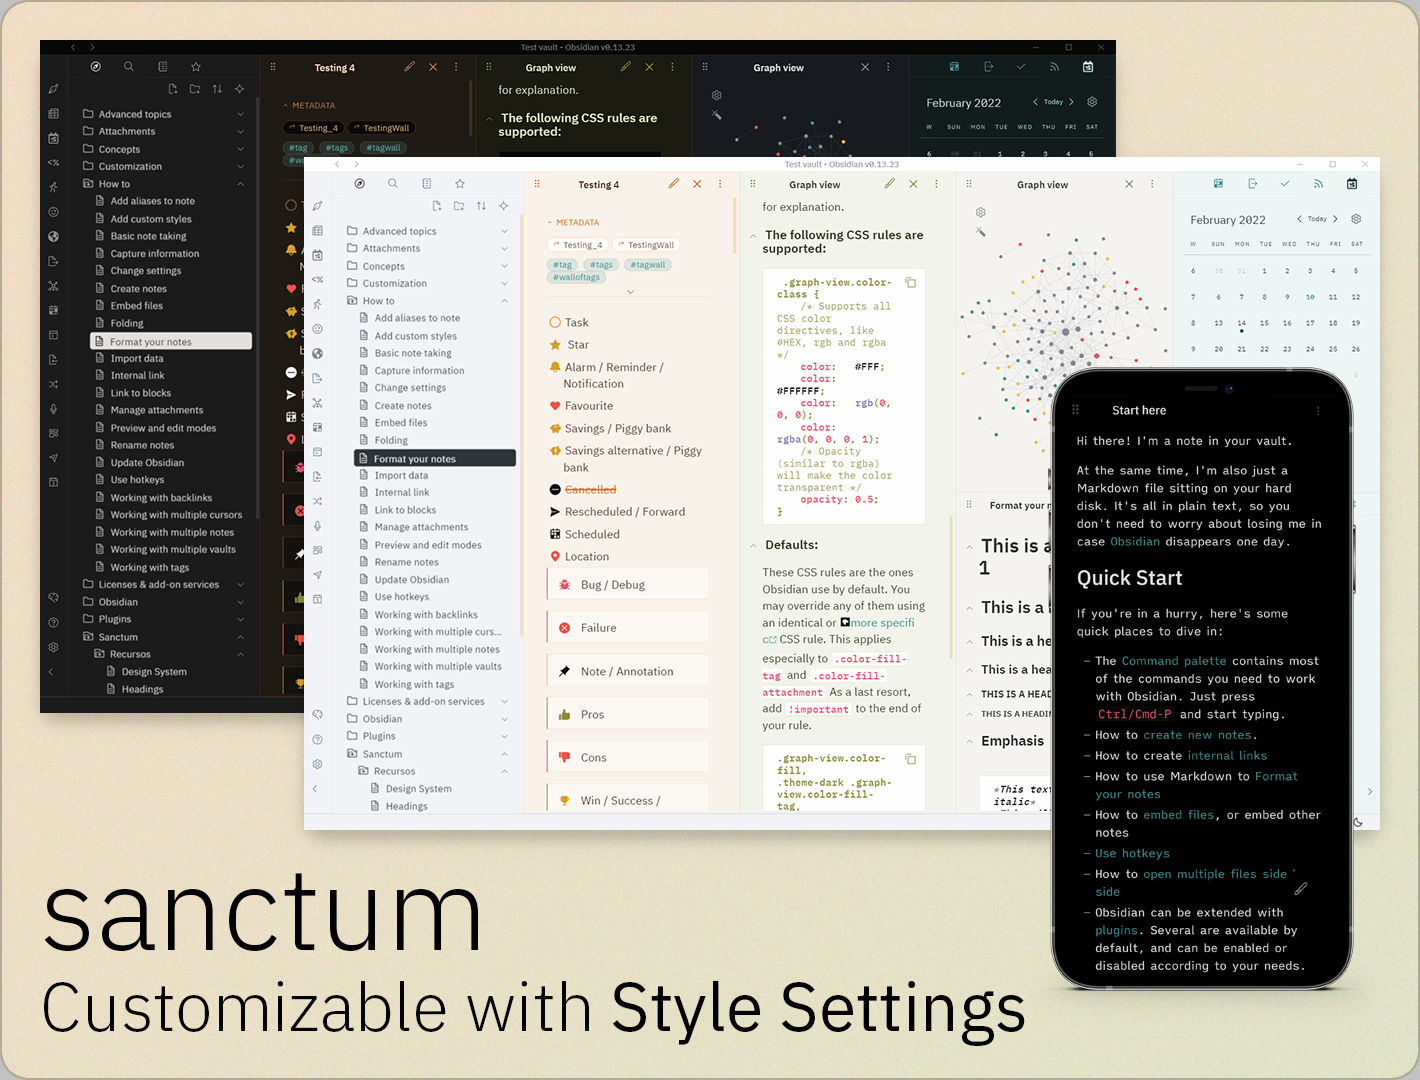 Test vault - Obsidian v0.13.23
Testing 4
Graph view
Graph view
Advanced topics
Attachments
Concepts
Customization
How to
Add aliases to note
Add custom styles
Basic note taking
Capture information
Change settings
Create notes
Embed files
Folding
Format your notes
Import data
Internal link
Link to blocks
Manage attachments
Preview and edit modes
Rename notes
Update Obsidian
Use hotkeys
Working with backlinks
Working with multiple cursors
Working with multiple notes
Working with multiple vaults
Working with tags
Licenses & add-on services
Obsidian
Plugins
Sanctum
Recursos
Design System
Headings
METADATA
Testing_4 TestingWall
#tag #tags #tagwall
for explanation.
The following CSS rules are
supported:
February 2022 Today
W SUN MON TUE WED THU FRI SAT
6 30 31 1 2 3 4 5
Test vault - Obsidian v0.13.23
Testing 4
Graph view
Graph view
Advanced topics
Attachments
Concepts
Customization
How to
Add aliases to note
Add custom styles
Basic note taking
Capture information
Change settings
Create notes
Embed files
Folding
Format your notes
Import data
Internal link
Link to blocks
Manage attachments
Preview and edit modes
Rename notes
Update Obsidian
Use hotkeys
Working with backlinks
Working with multiple curs...
Working with multiple notes
Working with multiple vaults
Working with tags
Licenses & add-on services
Obsidian
Plugins
Sanctum
Recursos
Design System
Headings
METADATA
Testing_4 TestingWall
#tag #tags #tagwall
#walloftags
Task
Star
Alarm / Reminder /
Notification
Favourite
Savings / Piggy bank
Savings alternative / Piggy
bank
Cancelled
Rescheduled / Forward
Scheduled
Location
Bug / Debug
Failure
Note / Annotation
Pros
Cons
Win / Success /
for explanation.
The following CSS rules are
supported:
.graph-view.color-
class {
/* Supports all
CSS color
directives, like
#HEX, rgb and rgba
*/
color: #FFF;
color:
#FFFFFF;
color: rgb(0,
0, 0);
color:
rgba(0, 0, 0, 1);
/* Opacity
(similar to rgba)
will make the color
transparent */
opacity: 0.5;
}
Defaults:
These CSS rules are the ones
Obsidian use by default. You
may override any of them using
an identical or more specifi
c CSS rule. This applies
especially to .color-fill-
tag and .color-fill-
attachment As a last resort,
add !important to the end of
your rule.
.graph-view.color-
fill,
.theme-dark .graph-
view.color-fill-
tag,
Format your n
This is a
1
This is a h
This is a he
This is a head
THIS IS A HEAD
THIS IS A HEADIN
Emphasis
*This text
italic*
February 2022 Today
W SUN MON TUE WED THU FRI SAT
6 30 31 1 2 3 4 5
7 6 7 8 9 10 11 12
8 13 14 15 16 17 18 19
9 20 21 22 23 24 25 26
Start here
Hi there! I'm a note in your vault.
At the same time, I'm also just a
Markdown file sitting on your hard
disk. It's all in plain text, so you
don't need to worry about losing me in
case Obsidian disappears one day.
Quick Start
If you're in a hurry, here's some
quick places to dive in:
– The Command palette contains most
of the commands you need to work
with Obsidian. Just press
Ctrl/Cmd-P and start typing.
– How to create new notes.
– How to create internal links
– How to use Markdown to Format
your notes
– How to embed files, or embed other
notes
– Use hotkeys
– How to open multiple files side
side
– Obsidian can be extended with
plugins. Several are available by
default, and can be enabled or
disabled according to your needs.
sanctum
Customizable with Style Settings